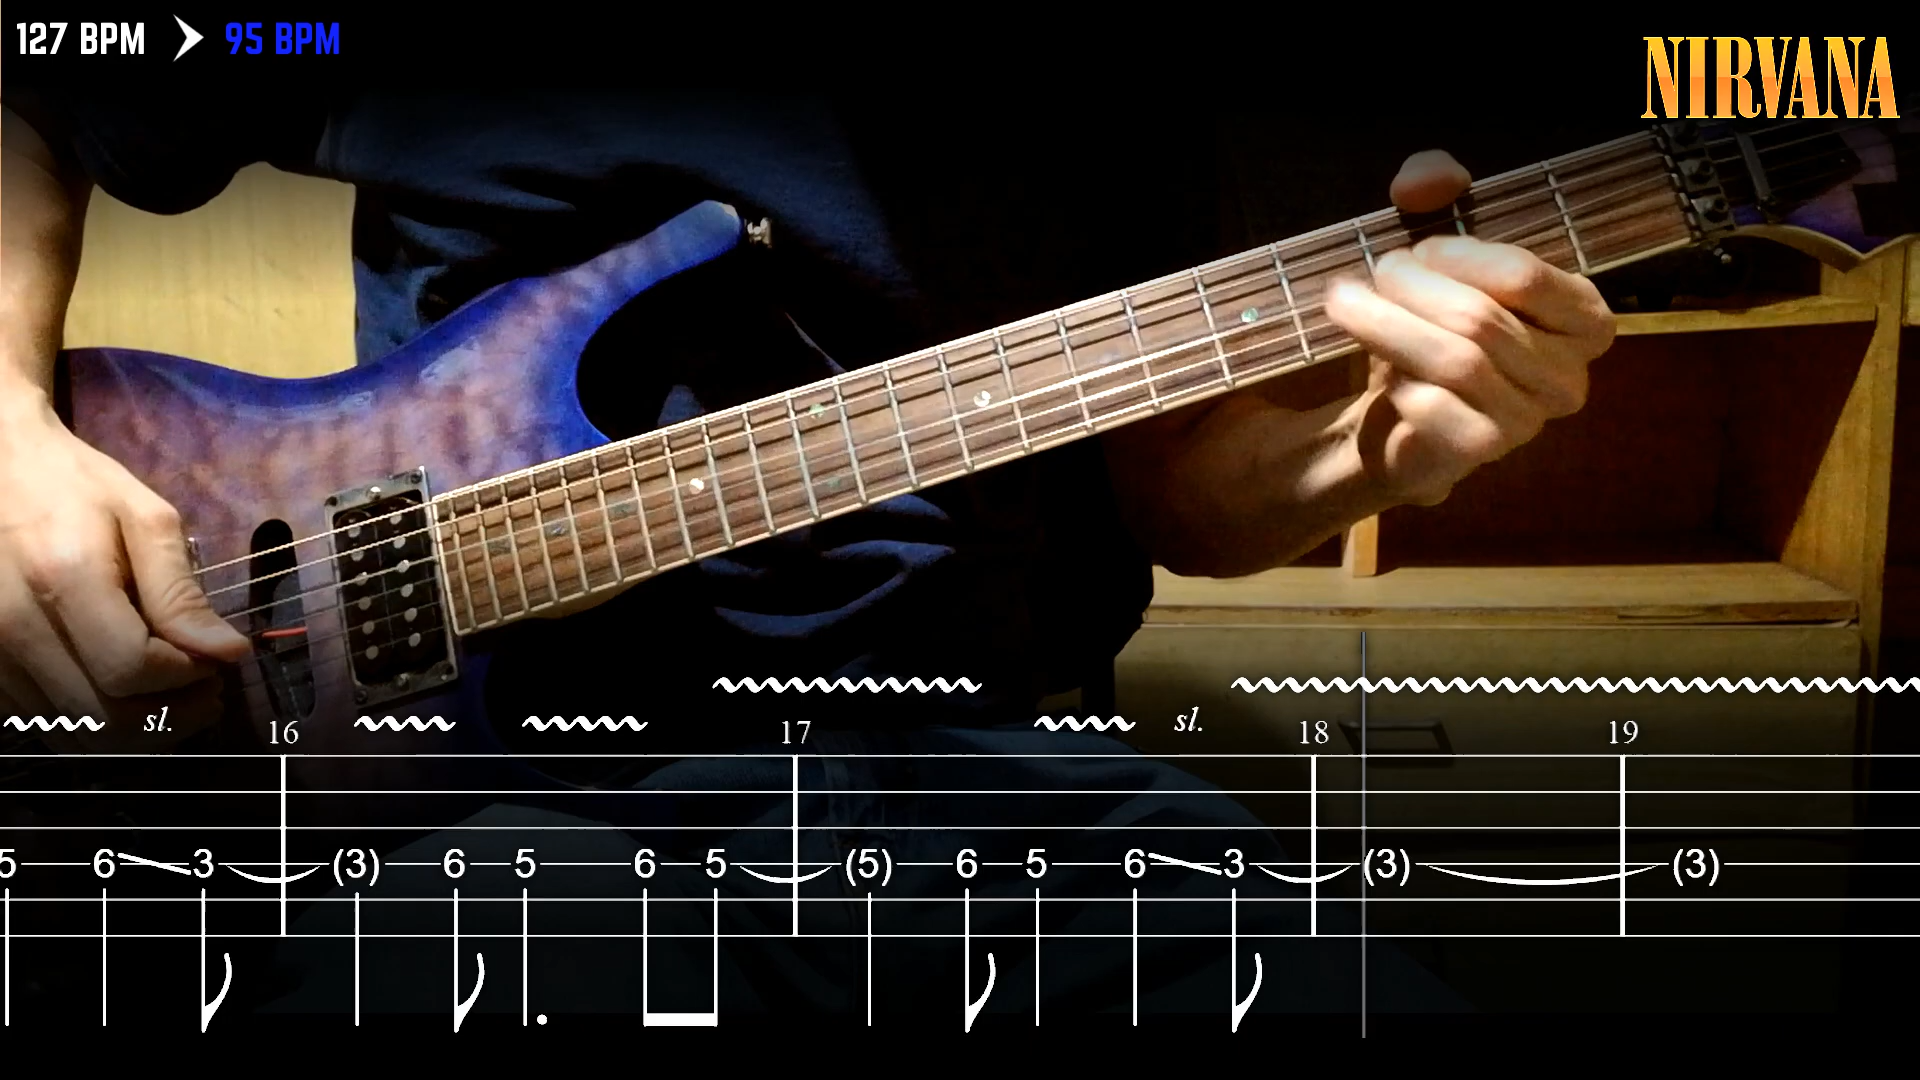 127 BPM 95 BPM
NIRVANA
sl. sl.
16 17 18 19
5 6 3 (3) 6 5 6 5 (5) 6 5 6 3 (3) (3)